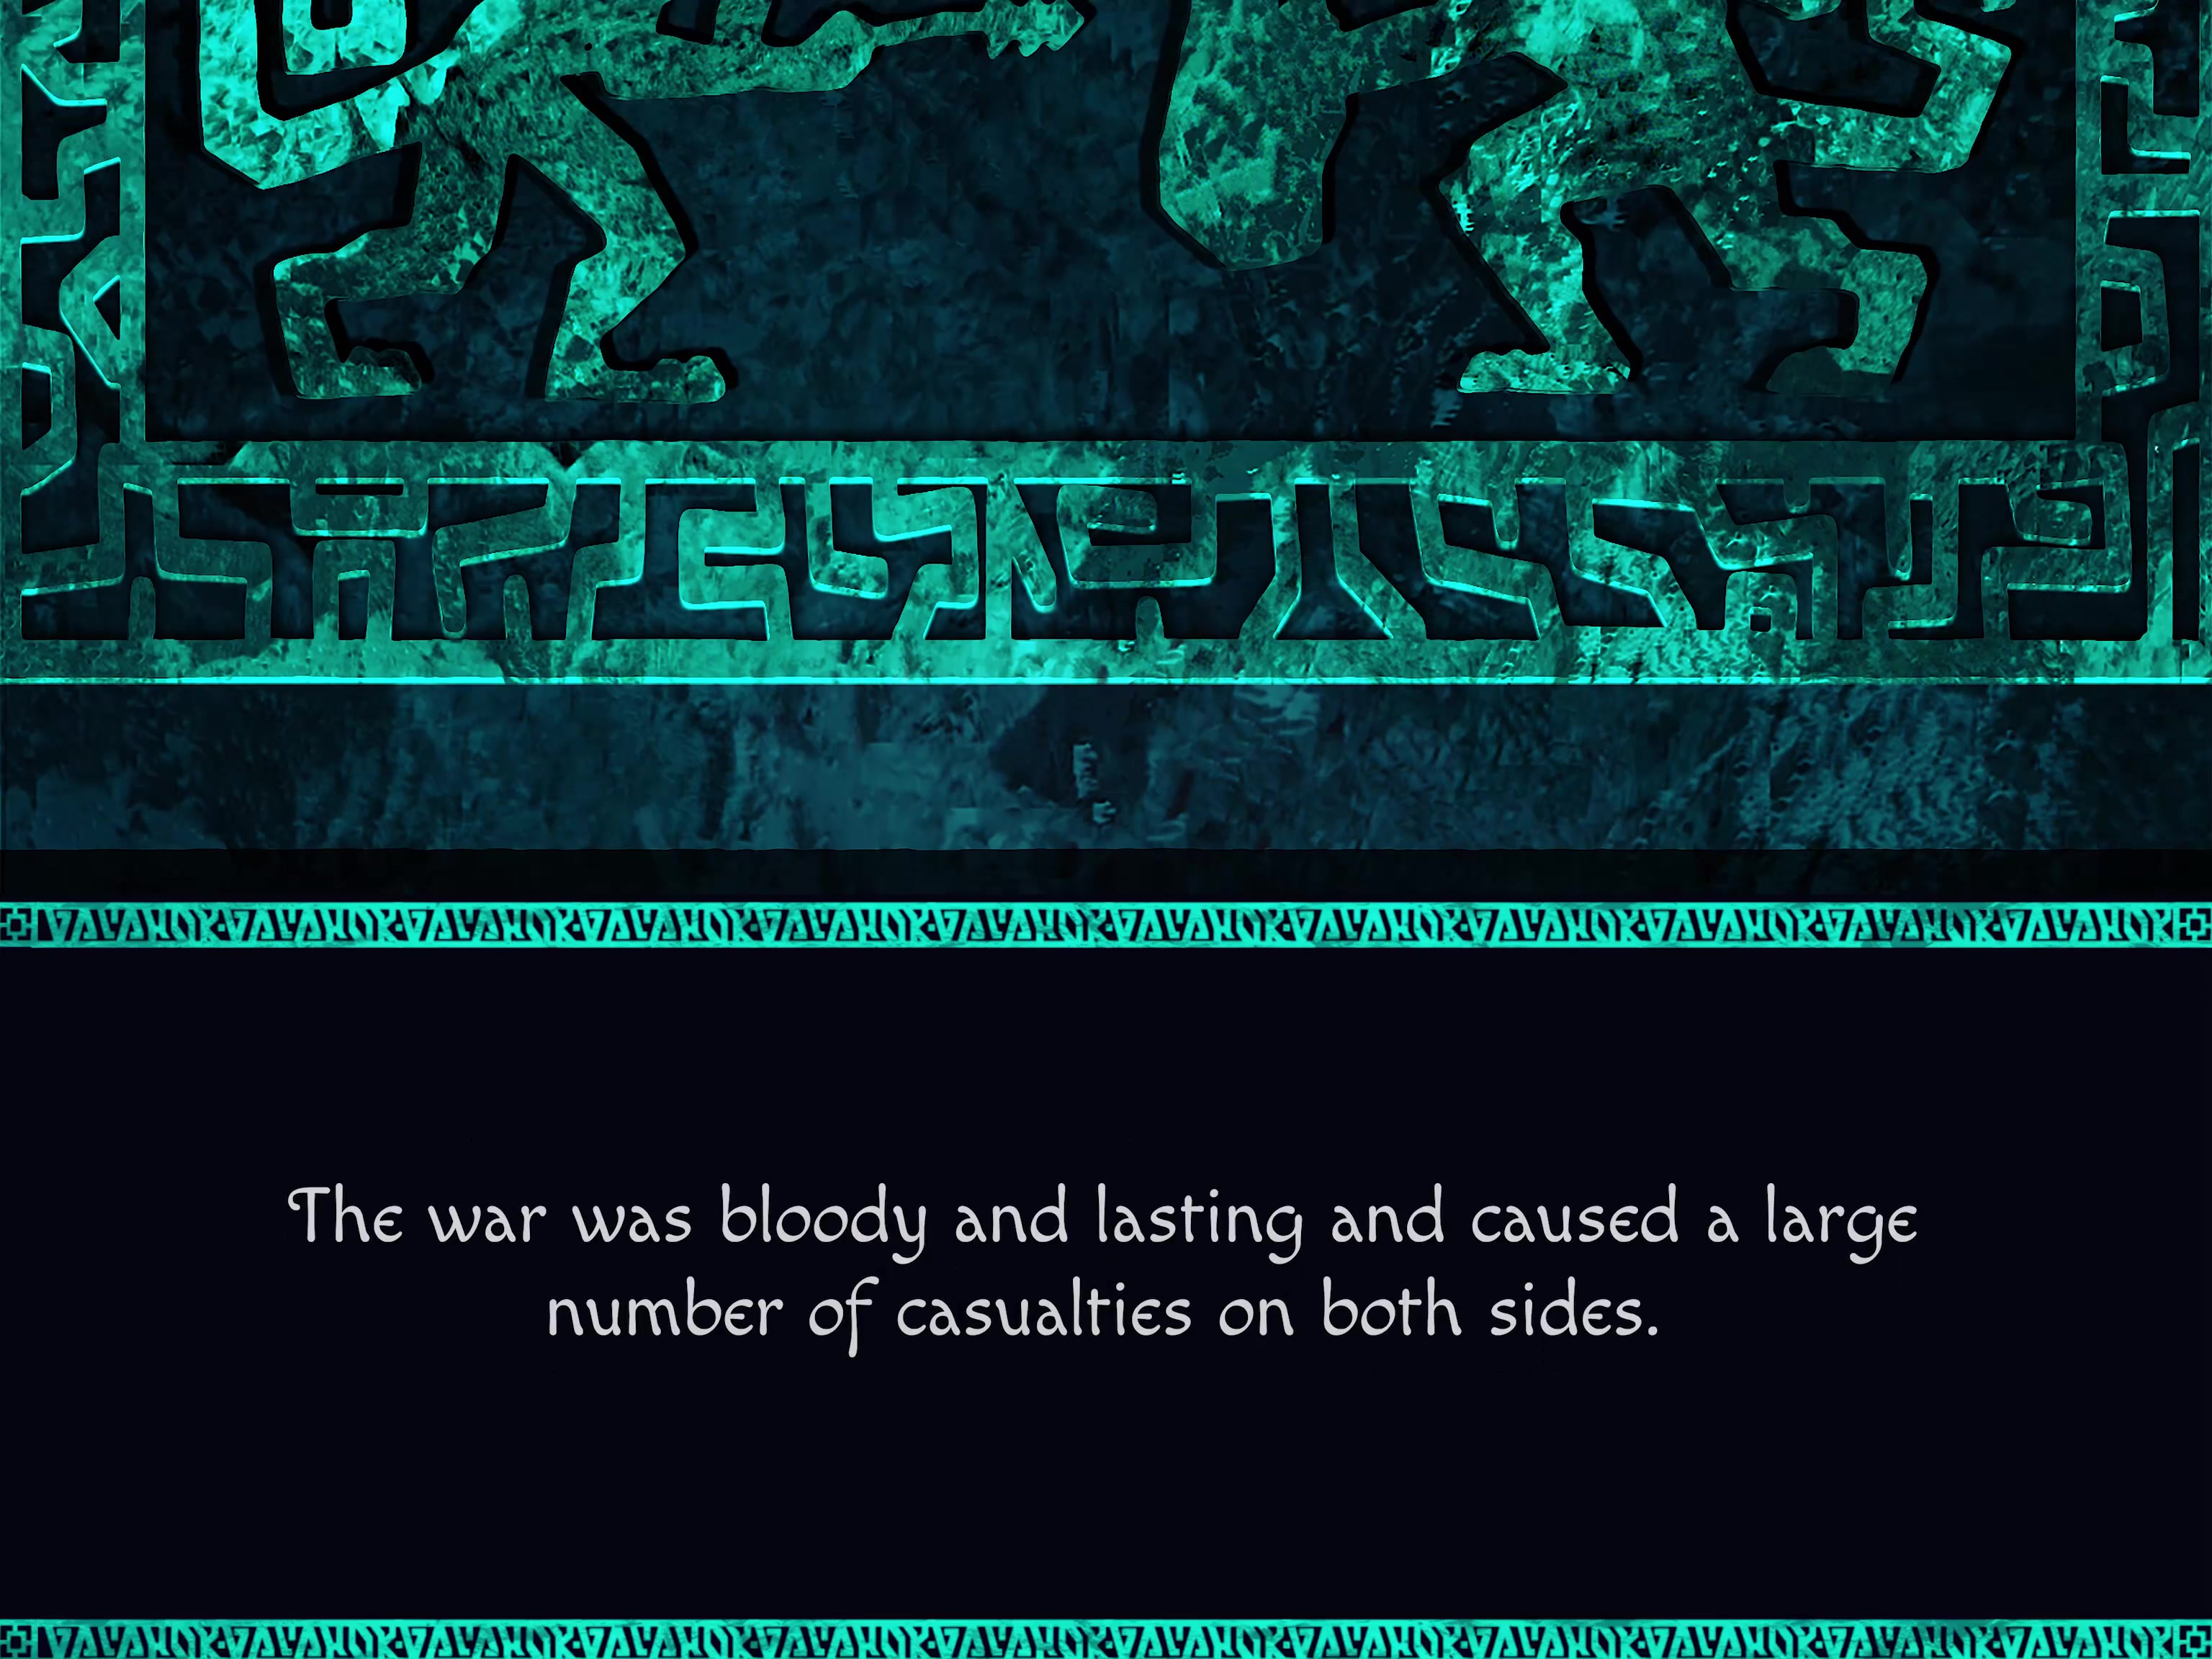 The war was bloody and lasting and caused a large
number of casualties on both sides.